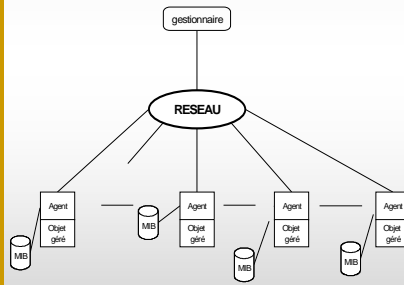 gestionnaire
RESEAU
Agent
Objet
géré
MIB
Agent
Objet
géré
MIB
Agent
Objet
géré
MIB
Agent
Objet
géré
MIB